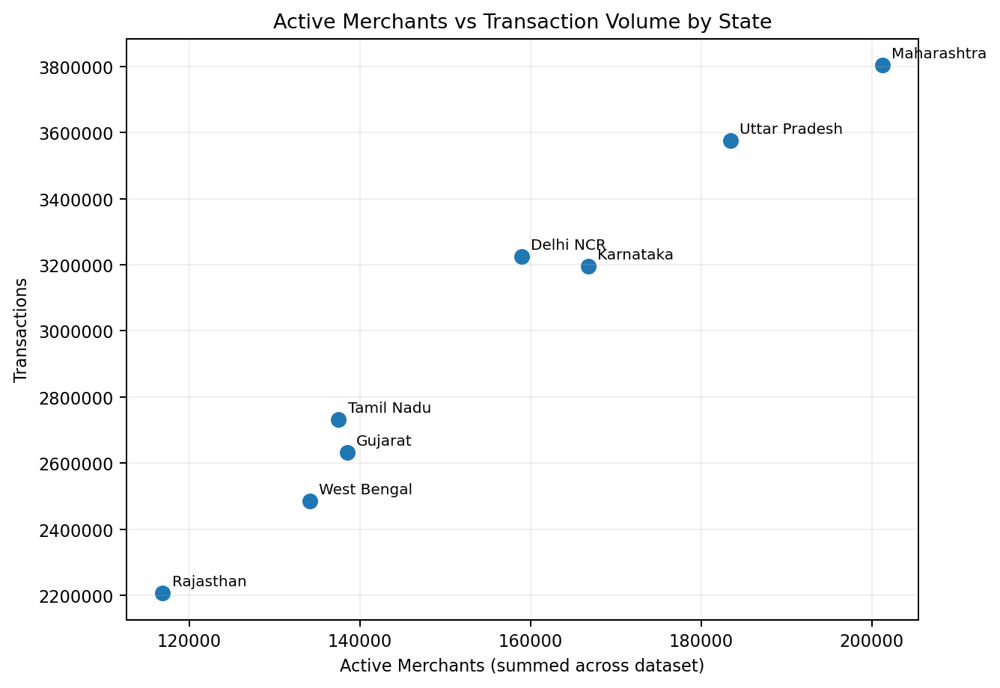 Active Merchants vs Transaction Volume by State
3800000
3600000
3400000
3200000
3000000
2800000
2600000
2400000
2200000
Transactions
Maharashtra
Uttar Pradesh
Delhi NCR
Karnataka
Tamil Nadu
Gujarat
West Bengal
Rajasthan
120000 140000 160000 180000 200000
Active Merchants (summed across dataset)